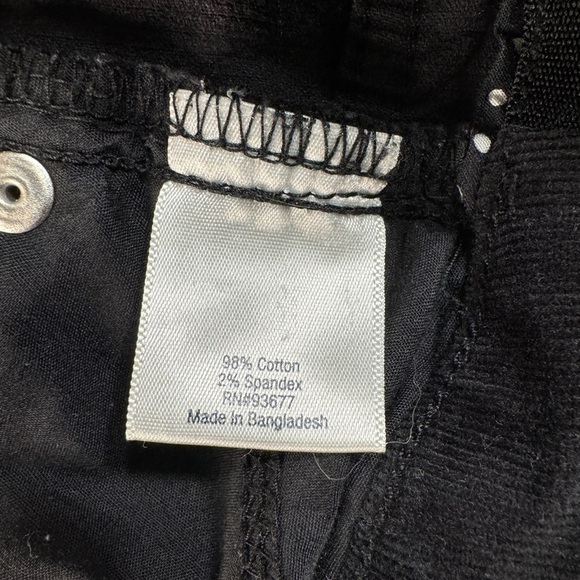 98% Cotton
2% Spandex
RN#93677
Made In Bangladesh